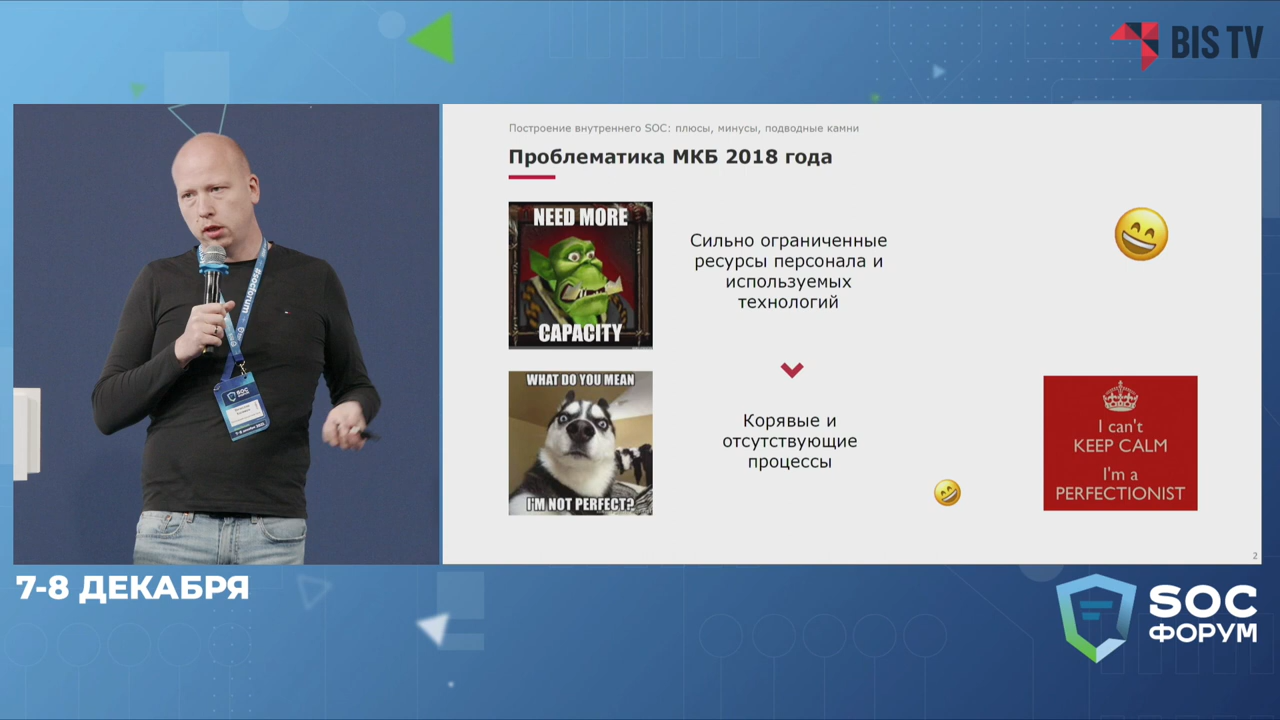 BIS TV
Построение внутреннего SOC: плюсы, минусы, подводные камни
Проблематика МКБ 2018 года
NEED MORE
CAPACITY
Сильно ограниченные
ресурсы персонала и
используемых
технологий
WHAT DO YOU MEAN
I'M NOT PERFECT?
Корявые и
отсутствующие
процессы
I can't
KEEP CALM
I'm a
PERFECTIONIST
2
#socforum
SOC
7-8 ДЕКАБРЯ
SOC
ФОРУМ